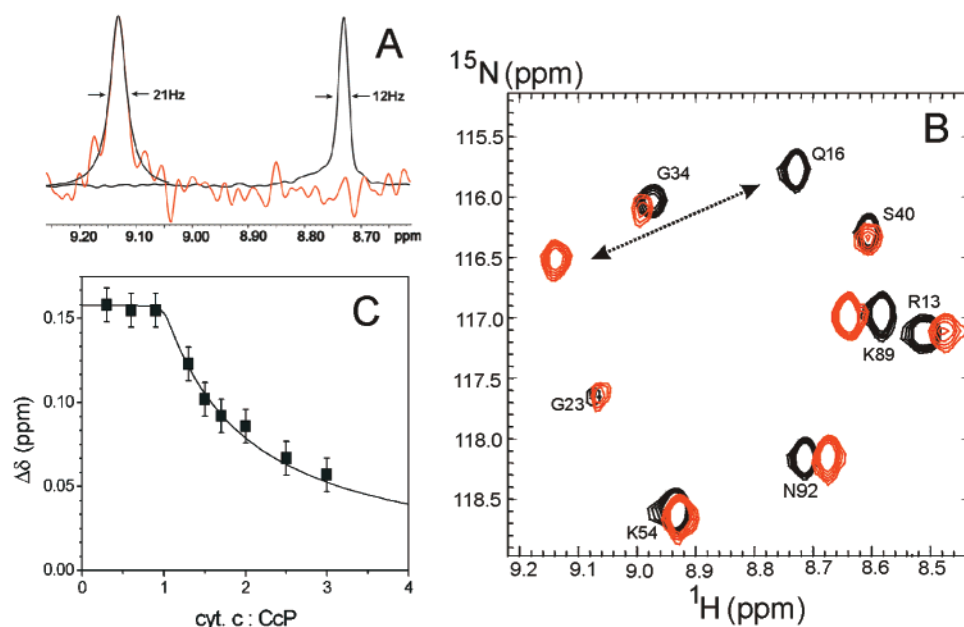 A
21Hz
12Hz
9.20 9.10 9.00 8.90 8.80 8.70 ppm
C
0.15
0.10
0.05
0.00
Δδ (ppm)
0 1 2 3 4
cyt. c : CcP
¹⁵N (ppm)
B
115.5
116.0
116.5
117.0
117.5
118.0
118.5
Q16
G34
S40
R13
K89
G23
N92
K54
9.2 9.1 9.0 8.9 8.8 8.7 8.6 8.5
¹H (ppm)